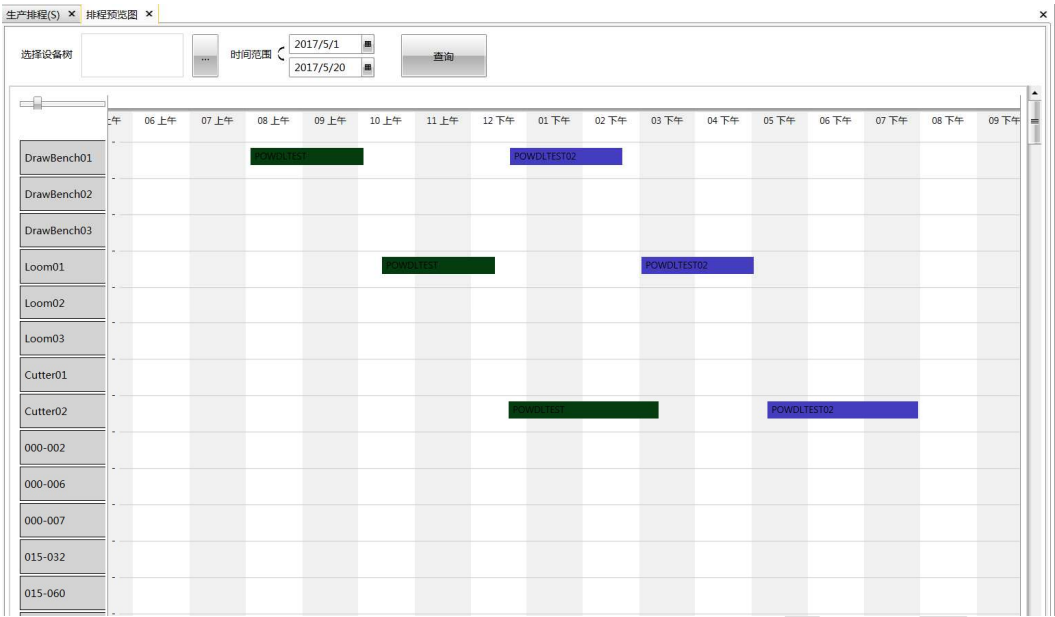 生产排程(S) × 排程预览图 × ×
选择设备树 ... 时间范围 2017/5/1 查询
2017/5/20
上午 06 上午 07 上午 08 上午 09 上午 10 上午 11 上午 12 下午 01 下午 02 下午 03 下午 04 下午 05 下午 06 下午 07 下午 08 下午 09 下午
DrawBench01 POWDLTEST POWDLTEST02
DrawBench02
DrawBench03
Loom01 POWDLTEST POWDLTEST02
Loom02
Loom03
Cutter01
Cutter02 POWDLTEST POWDLTEST02
000-002
000-006
000-007
015-032
015-060